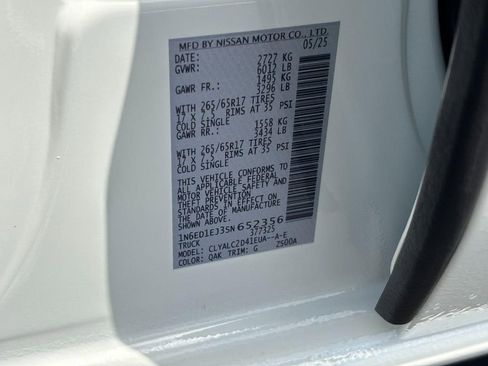 MFD BY NISSAN MOTOR CO., LTD.
DATE: 05/25
GVWR: 2727 KG
6012 LB
GAWR FR.: 1495 KG
3296 LB
WITH 265/65R17 TIRES
17 X 7.5 RIMS AT 35 PSI
COLD SINGLE
GAWR RR.: 1558 KG
3434 LB
WITH 265/65R17 TIRES
17 X 7.5 RIMS AT 35 PSI
COLD SINGLE
THIS VEHICLE CONFORMS TO
ALL APPLICABLE FEDERAL
MOTOR VEHICLE SAFETY AND
THEFT PREVENTION
STANDARDS IN EFFECT ON
THE DATE OF MANUFACTURE
SHOWN ABOVE.
1N6ED1EJ3SN652356
TRUCK 377325
MODEL: CLYALC2D41EUA--A-E
COLOR: QAK TRIM: G 2S00A